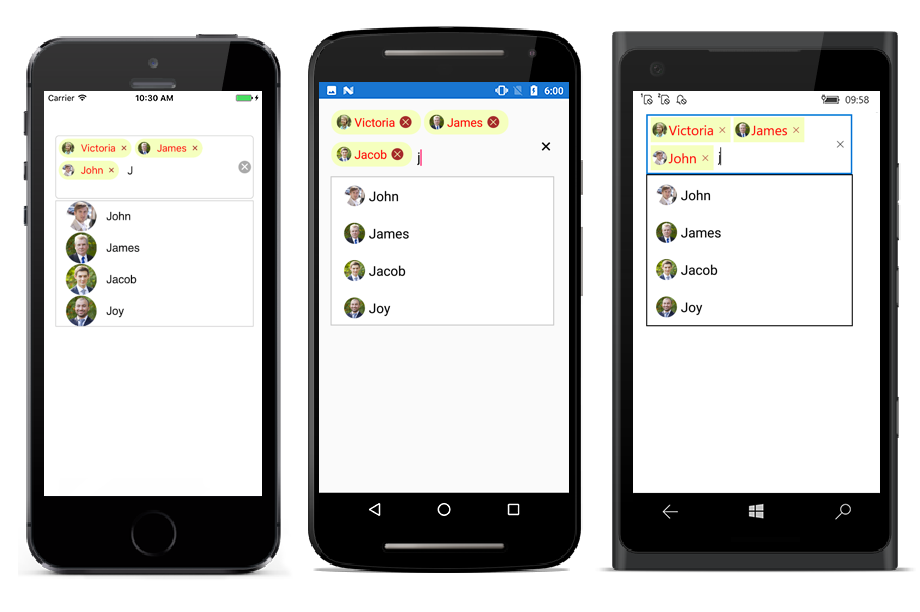 Carrier 10:30 AM
Victoria × James ×
John × J
John
James
Jacob
Joy
6:00
Victoria James
Jacob j
John
James
Jacob
Joy
09:58
Victoria × James ×
John × j
John
James
Jacob
Joy